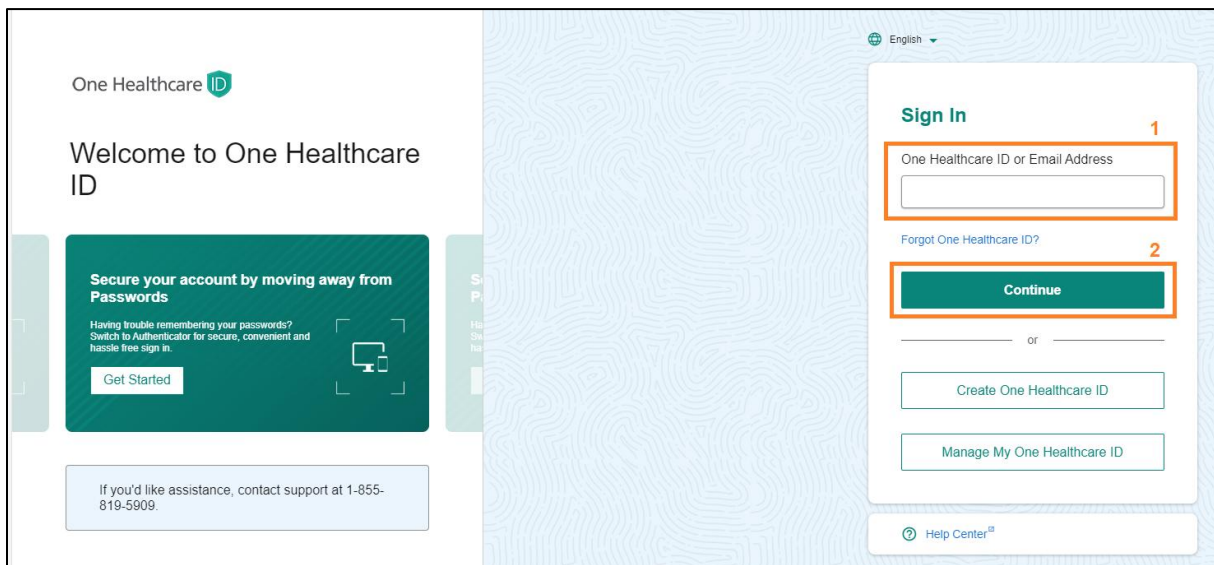 One Healthcare ID
Welcome to One Healthcare
ID
Secure your account by moving away from
Passwords
Having trouble remembering your passwords?
Switch to Authenticator for secure, convenient and
hassle free sign in.
Get Started
If you'd like assistance, contact support at 1-855-
819-5909.
English
Sign In
1
One Healthcare ID or Email Address
Forgot One Healthcare ID?
2
Continue
or
Create One Healthcare ID
Manage My One Healthcare ID
Help Center